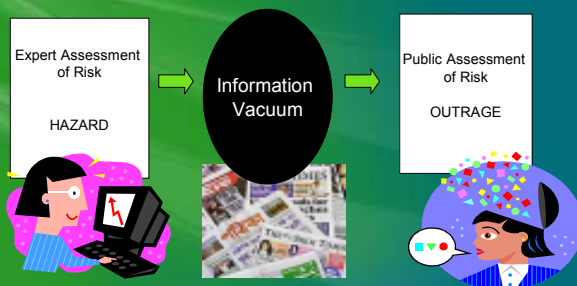 Expert Assessment
of Risk
HAZARD
Information
Vacuum
Public Assessment
of Risk
OUTRAGE